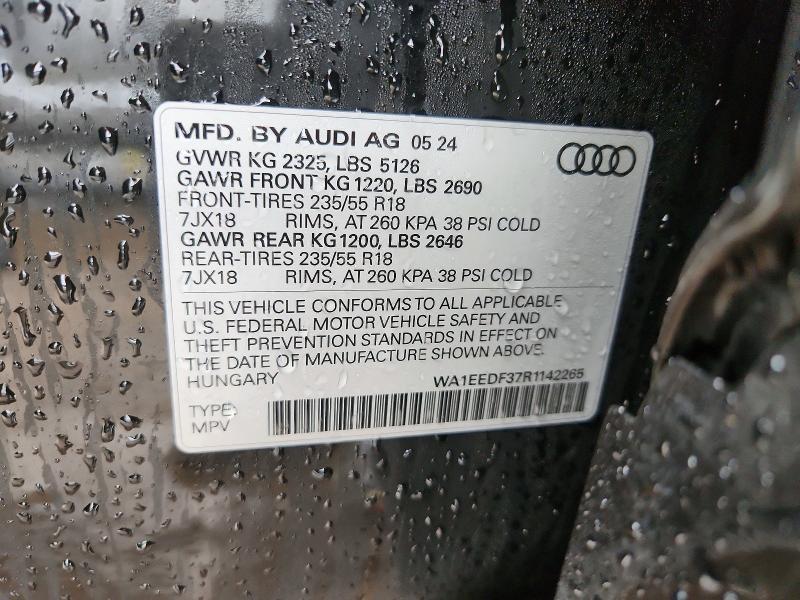 MFD. BY AUDI AG 05 24
GVWR KG 2325, LBS 5126
GAWR FRONT KG 1220, LBS 2690
FRONT-TIRES 235/55 R18
7JX18 RIMS, AT 260 KPA 38 PSI COLD
GAWR REAR KG1200, LBS 2646
REAR-TIRES 235/55 R18
7JX18 RIMS, AT 260 KPA 38 PSI COLD
THIS VEHICLE CONFORMS TO ALL APPLICABLE
U.S. FEDERAL MOTOR VEHICLE SAFETY AND
THEFT PREVENTION STANDARDS IN EFFECT ON
THE DATE OF MANUFACTURE SHOWN ABOVE.
HUNGARY WA1EEDF37R1142265
TYPE:
MPV